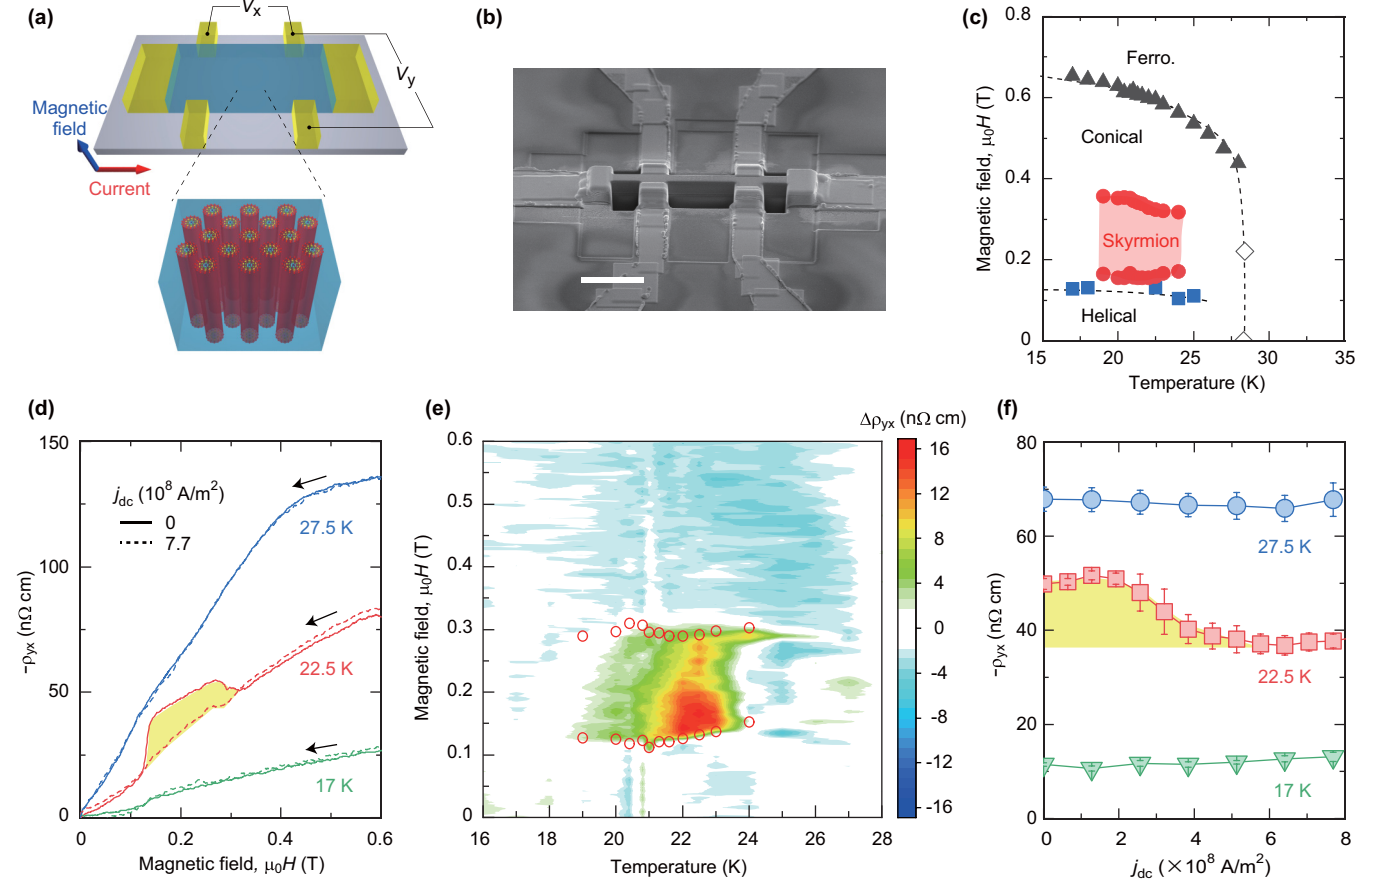 (a)
Vx
Vy
Magnetic
field
Current
(b)
(c)
0.8
0.6
0.4
0.2
0
Magnetic field, μ0H (T)
Ferro.
Conical
Skyrmion
Helical
15 20 25 30 35
Temperature (K)
(d)
150
100
50
0
-ρyx (nΩ cm)
jdc (10^8 A/m^2)
0
7.7
27.5 K
22.5 K
17 K
0 0.2 0.4 0.6
Magnetic field, μ0H (T)
(e)
0.6
0.5
0.4
0.3
0.2
0.1
0
Magnetic field, μ0H (T)
16 18 20 22 24 26 28
Temperature (K)
Δρyx (nΩ cm)
16
12
8
4
0
-4
-8
-12
-16
(f)
80
60
40
20
0
-ρyx (nΩ cm)
27.5 K
22.5 K
17 K
0 2 4 6 8
jdc (×10^8 A/m^2)